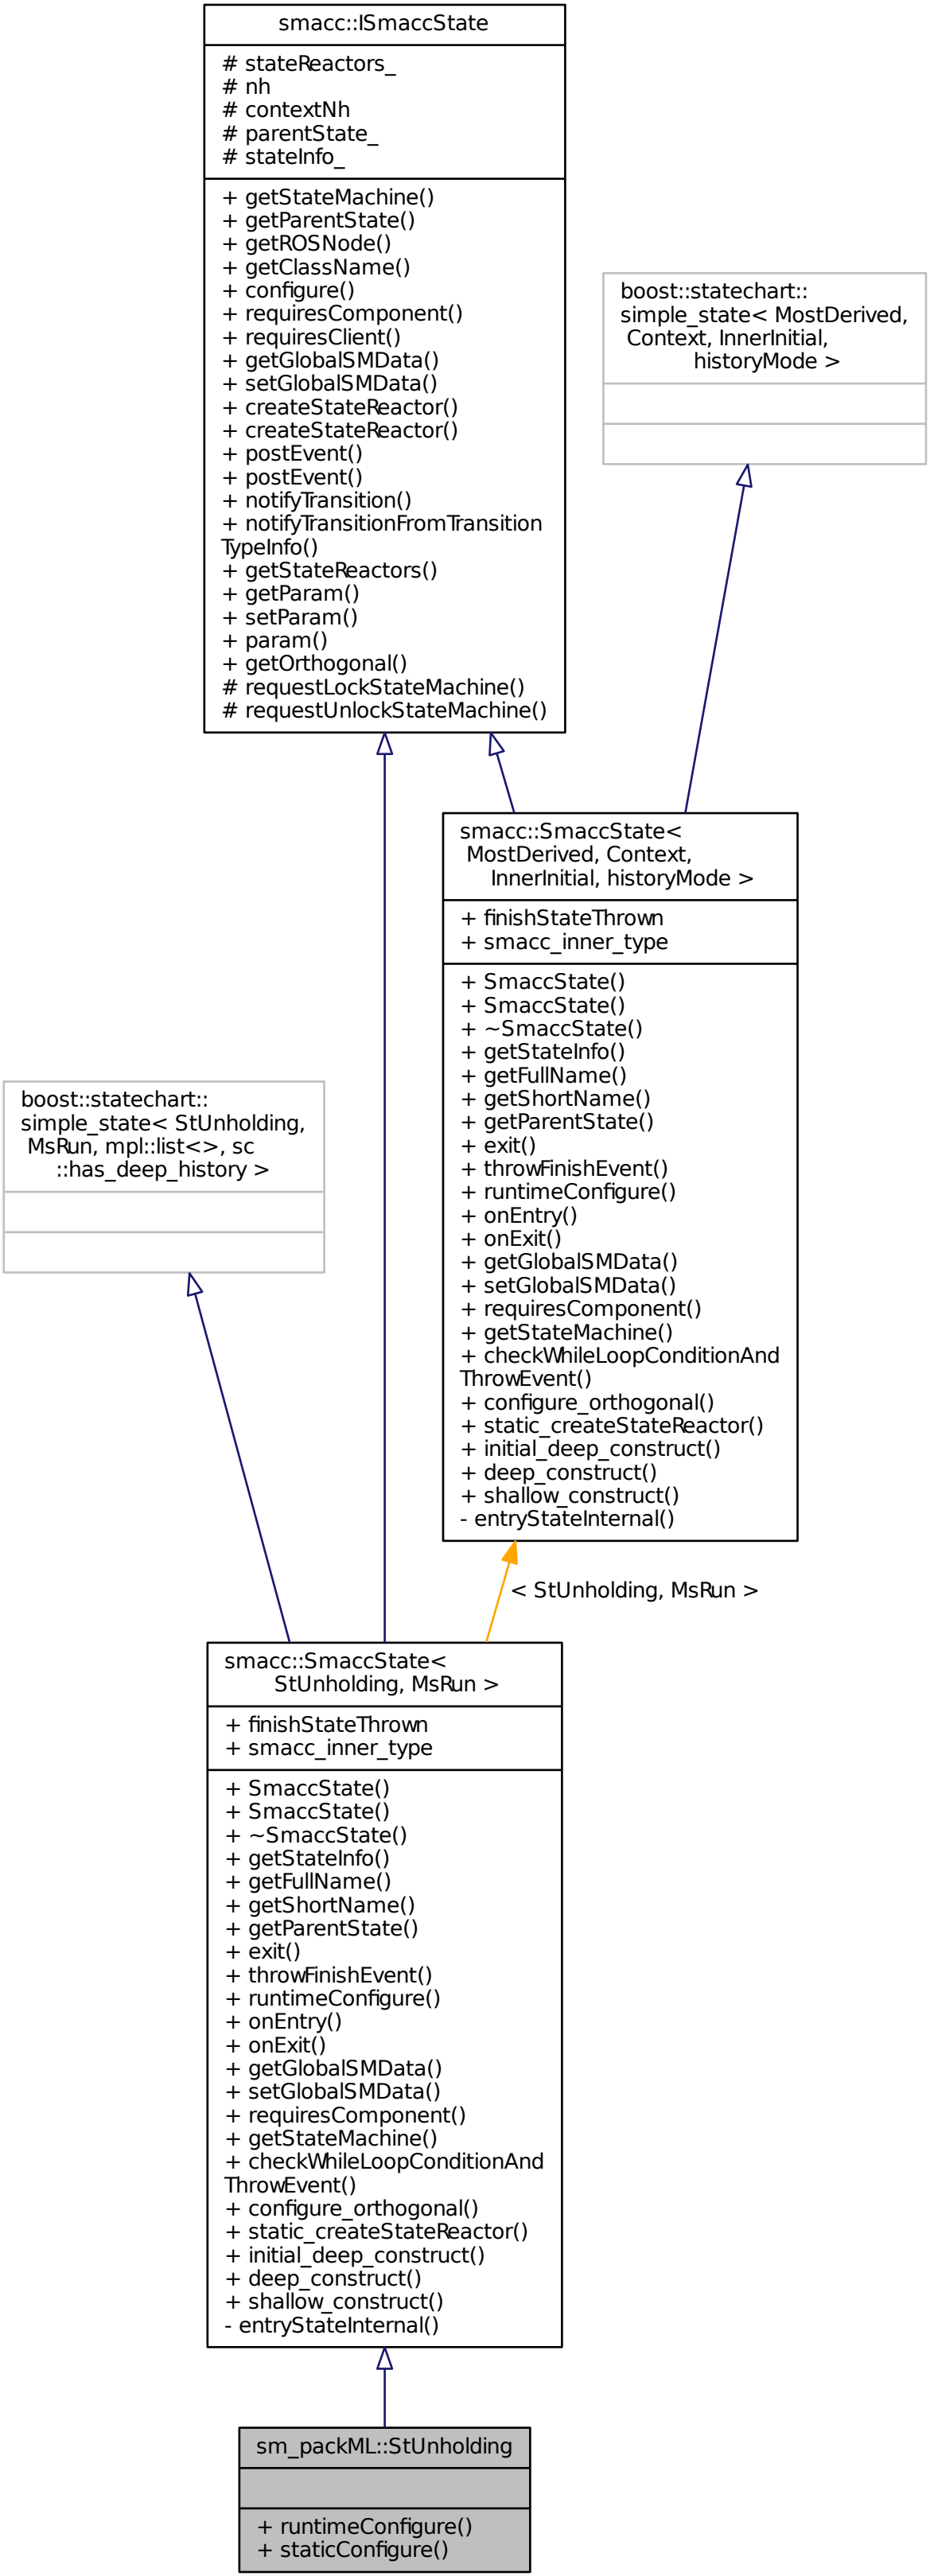 smacc::ISmaccState
# stateReactors_
# nh
# contextNh
# parentState_
# stateInfo_
+ getStateMachine()
+ getParentState()
+ getROSNode()
+ getClassName()
+ configure()
+ requiresComponent()
+ requiresClient()
+ getGlobalSMData()
+ setGlobalSMData()
+ createStateReactor()
+ createStateReactor()
+ postEvent()
+ postEvent()
+ notifyTransition()
+ notifyTransitionFromTransition
TypeInfo()
+ getStateReactors()
+ getParam()
+ setParam()
+ param()
+ getOrthogonal()
# requestLockStateMachine()
# requestUnlockStateMachine()
boost::statechart::
simple_state< MostDerived,
Context, InnerInitial,
historyMode >
smacc::SmaccState<
MostDerived, Context,
InnerInitial, historyMode >
+ finishStateThrown
+ smacc_inner_type
+ SmaccState()
+ SmaccState()
+ ~SmaccState()
+ getStateInfo()
+ getFullName()
+ getShortName()
+ getParentState()
+ exit()
+ throwFinishEvent()
+ runtimeConfigure()
+ onEntry()
+ onExit()
+ getGlobalSMData()
+ setGlobalSMData()
+ requiresComponent()
+ getStateMachine()
+ checkWhileLoopConditionAnd
ThrowEvent()
+ configure_orthogonal()
+ static_createStateReactor()
+ initial_deep_construct()
+ deep_construct()
+ shallow_construct()
- entryStateInternal()
boost::statechart::
simple_state< StUnholding,
MsRun, mpl::list<>, sc
::has_deep_history >
< StUnholding, MsRun >
smacc::SmaccState<
StUnholding, MsRun >
+ finishStateThrown
+ smacc_inner_type
+ SmaccState()
+ SmaccState()
+ ~SmaccState()
+ getStateInfo()
+ getFullName()
+ getShortName()
+ getParentState()
+ exit()
+ throwFinishEvent()
+ runtimeConfigure()
+ onEntry()
+ onExit()
+ getGlobalSMData()
+ setGlobalSMData()
+ requiresComponent()
+ getStateMachine()
+ checkWhileLoopConditionAnd
ThrowEvent()
+ configure_orthogonal()
+ static_createStateReactor()
+ initial_deep_construct()
+ deep_construct()
+ shallow_construct()
- entryStateInternal()
sm_packML::StUnholding
+ runtimeConfigure()
+ staticConfigure()